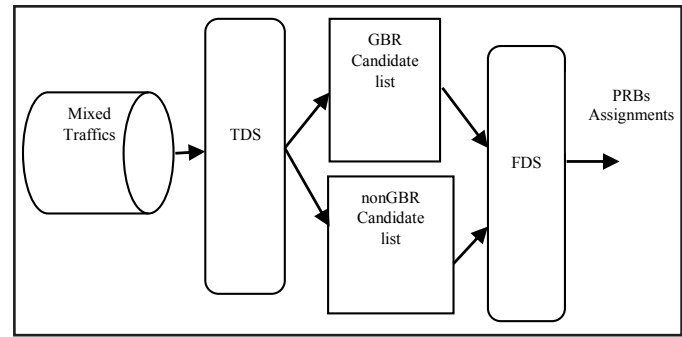 Mixed
Traffics
TDS
GBR
Candidate
list
nonGBR
Candidate
list
FDS
PRBs
Assignments